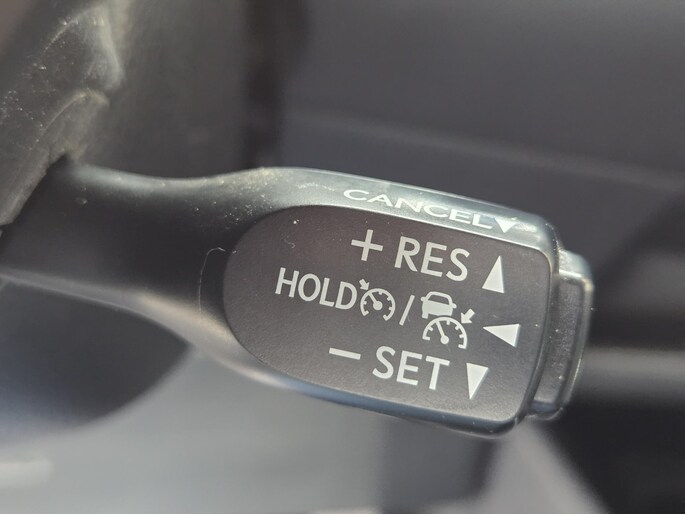 CANCEL
+ RES
HOLD /
− SET